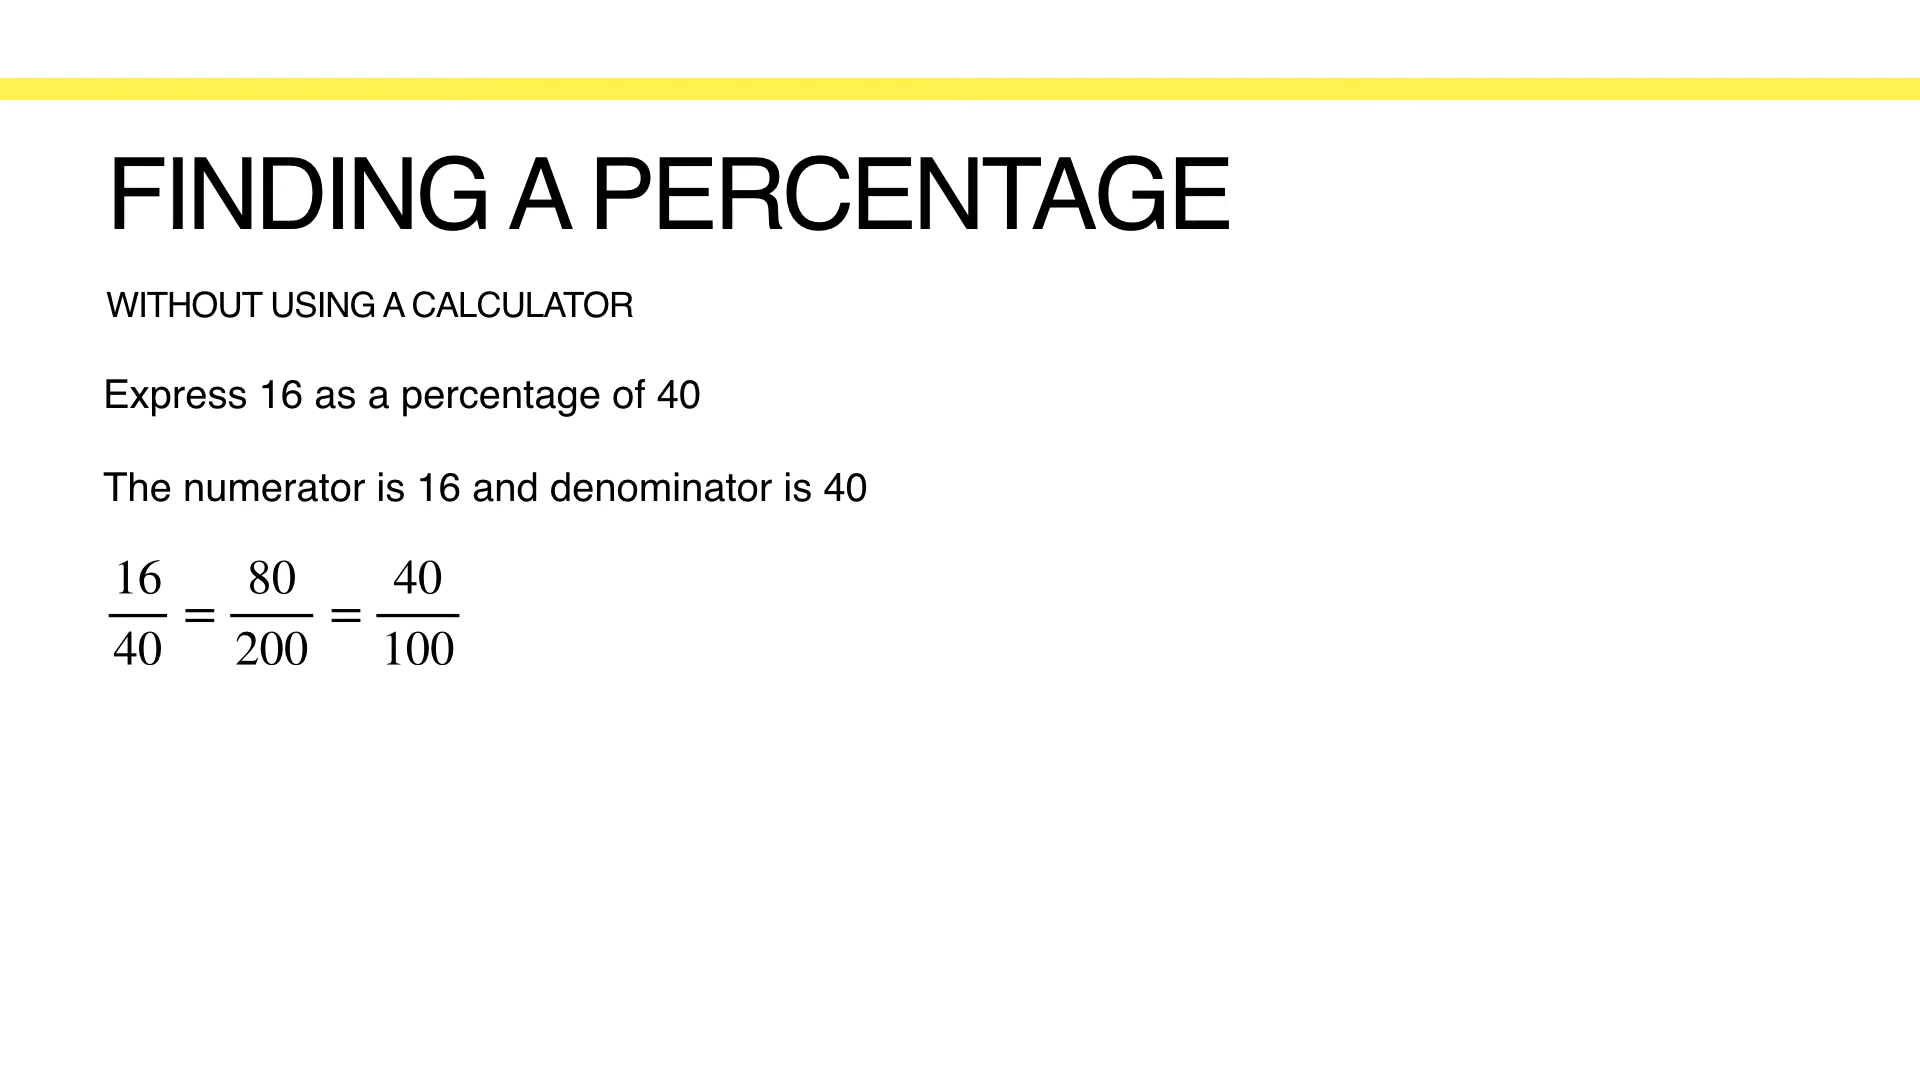 FINDING A PERCENTAGE
WITHOUT USING A CALCULATOR
Express 16 as a percentage of 40
The numerator is 16 and denominator is 40
16/40 = 80/200 = 40/100